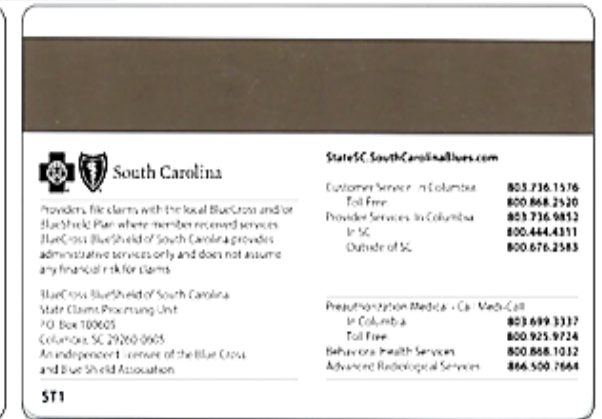 South Carolina
Providers, file claims with the local BlueCross and/or
BlueShield Plan where member received services.
BlueCross BlueShield of South Carolina provides
administrative services only and does not assume
any financial risk for claims.
BlueCross BlueShield of South Carolina
State Claims Processing Unit
P.O. Box 100605
Columbia, SC 29260-0605
An independent licensee of the Blue Cross
and Blue Shield Association
ST1
StateSC.SouthCarolinaBlues.com
Customer Service In Columbia 803.736.1576
Toll Free 800.868.2520
Provider Services In Columbia 803.736.9852
In SC 800.444.4311
Outside of SC 800.676.2583
Preauthorization Medical - Call Medi-Call
In Columbia 803.699.3337
Toll Free 800.925.9724
Behavioral Health Services 800.868.1032
Advanced Radiological Services 866.500.7664